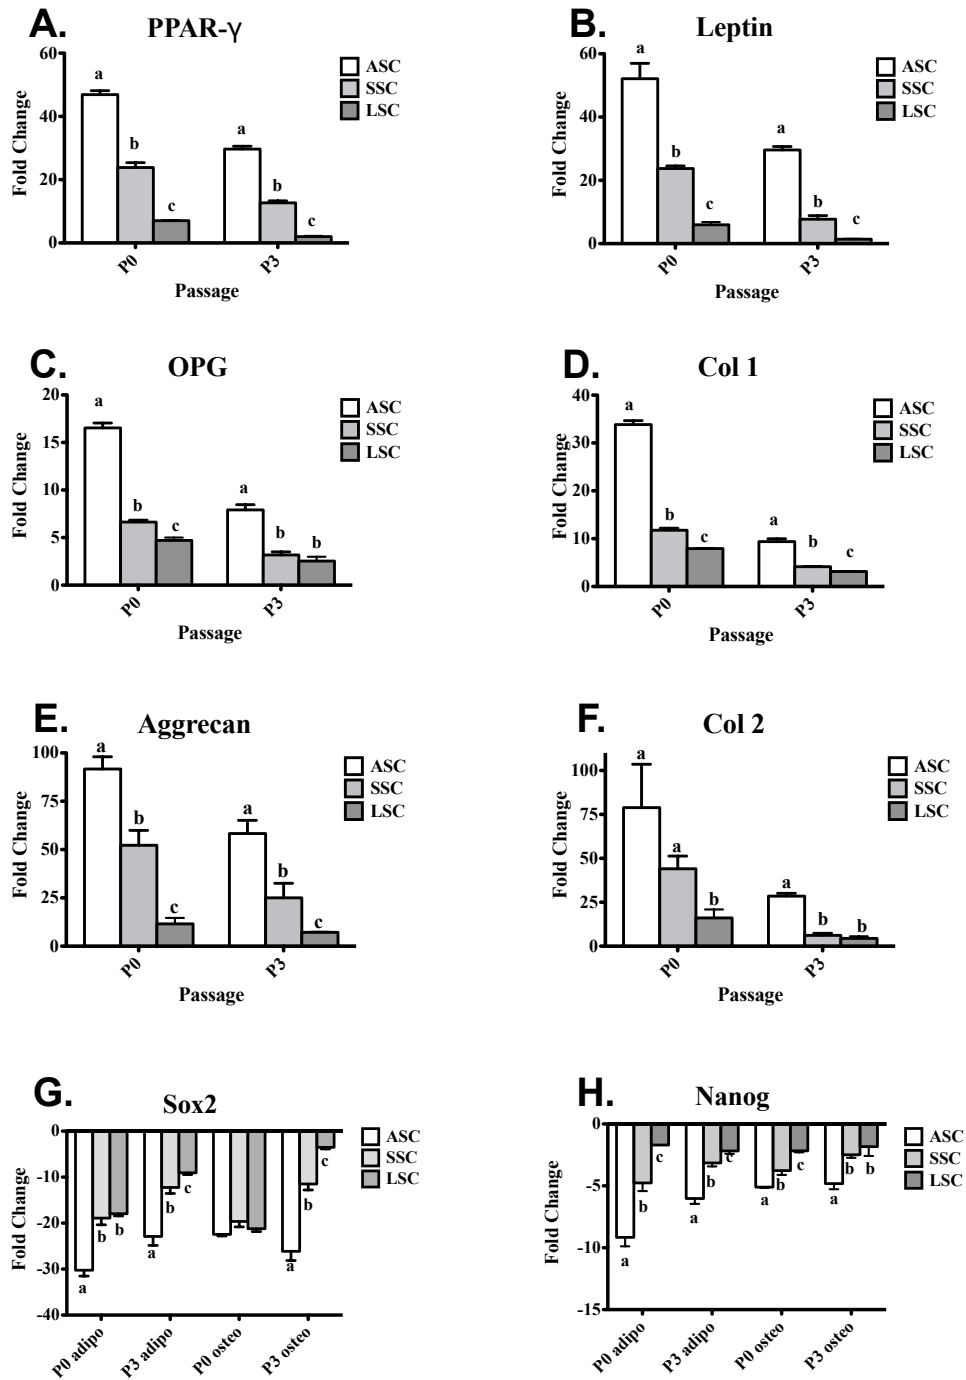 A. PPAR-γ
Fold Change
60
40
20
0
a
b
c
a
b
c
P0
P3
Passage
ASC
SSC
LSC
B. Leptin
Fold Change
60
40
20
0
a
b
c
a
b
c
P0
P3
Passage
ASC
SSC
LSC
C. OPG
Fold Change
20
15
10
5
0
a
b
c
a
b
b
P0
P3
Passage
ASC
SSC
LSC
D. Col 1
Fold Change
40
30
20
10
0
a
b
c
a
b
c
P0
P3
Passage
ASC
SSC
LSC
E. Aggrecan
Fold Change
100
75
50
25
0
a
b
c
a
b
c
P0
P3
Passage
ASC
SSC
LSC
F. Col 2
Fold Change
100
75
50
25
0
a
a
b
a
b
b
P0
P3
Passage
ASC
SSC
LSC
G. Sox2
Fold Change
0
-10
-20
-30
-40
a
b
b
a
b
c
a
b
c
P0 adipo
P3 adipo
P0 osteo
P3 osteo
ASC
SSC
LSC
H. Nanog
Fold Change
0
-5
-10
-15
a
b
c
a
b
c
a
b
c
a
b
b
P0 adipo
P3 adipo
P0 osteo
P3 osteo
ASC
SSC
LSC